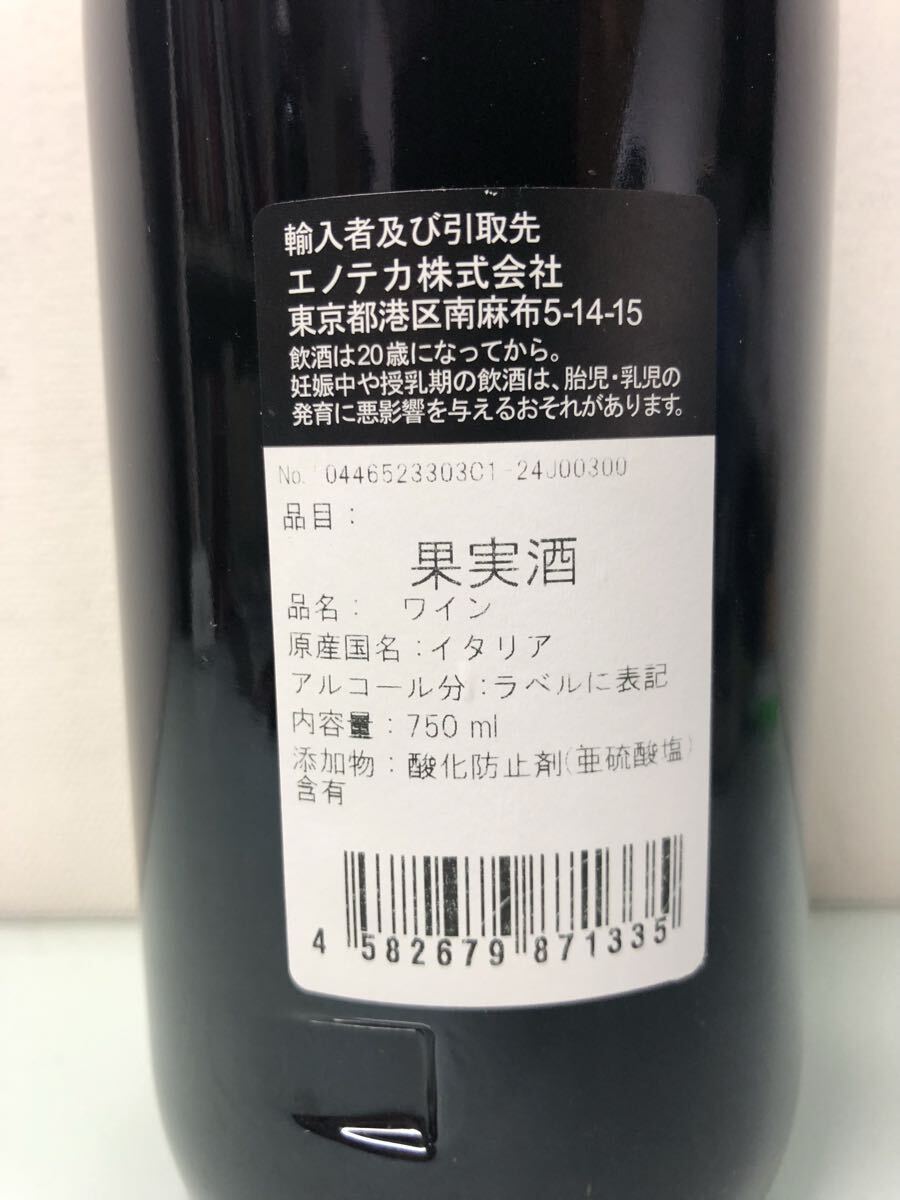 輸入者及び引取先
エノテカ株式会社
東京都港区南麻布5-14-15
飲酒は20歳になってから。
妊娠中や授乳期の飲酒は、胎児・乳児の
発育に悪影響を与えるおそれがあります。
No. 0446523303C1-24J00300
品目：
果実酒
品名： ワイン
原産国名：イタリア
アルコール分：ラベルに表記
内容量：750 ml
添加物：酸化防止剤(亜硫酸塩)
含有
4 582679 871335